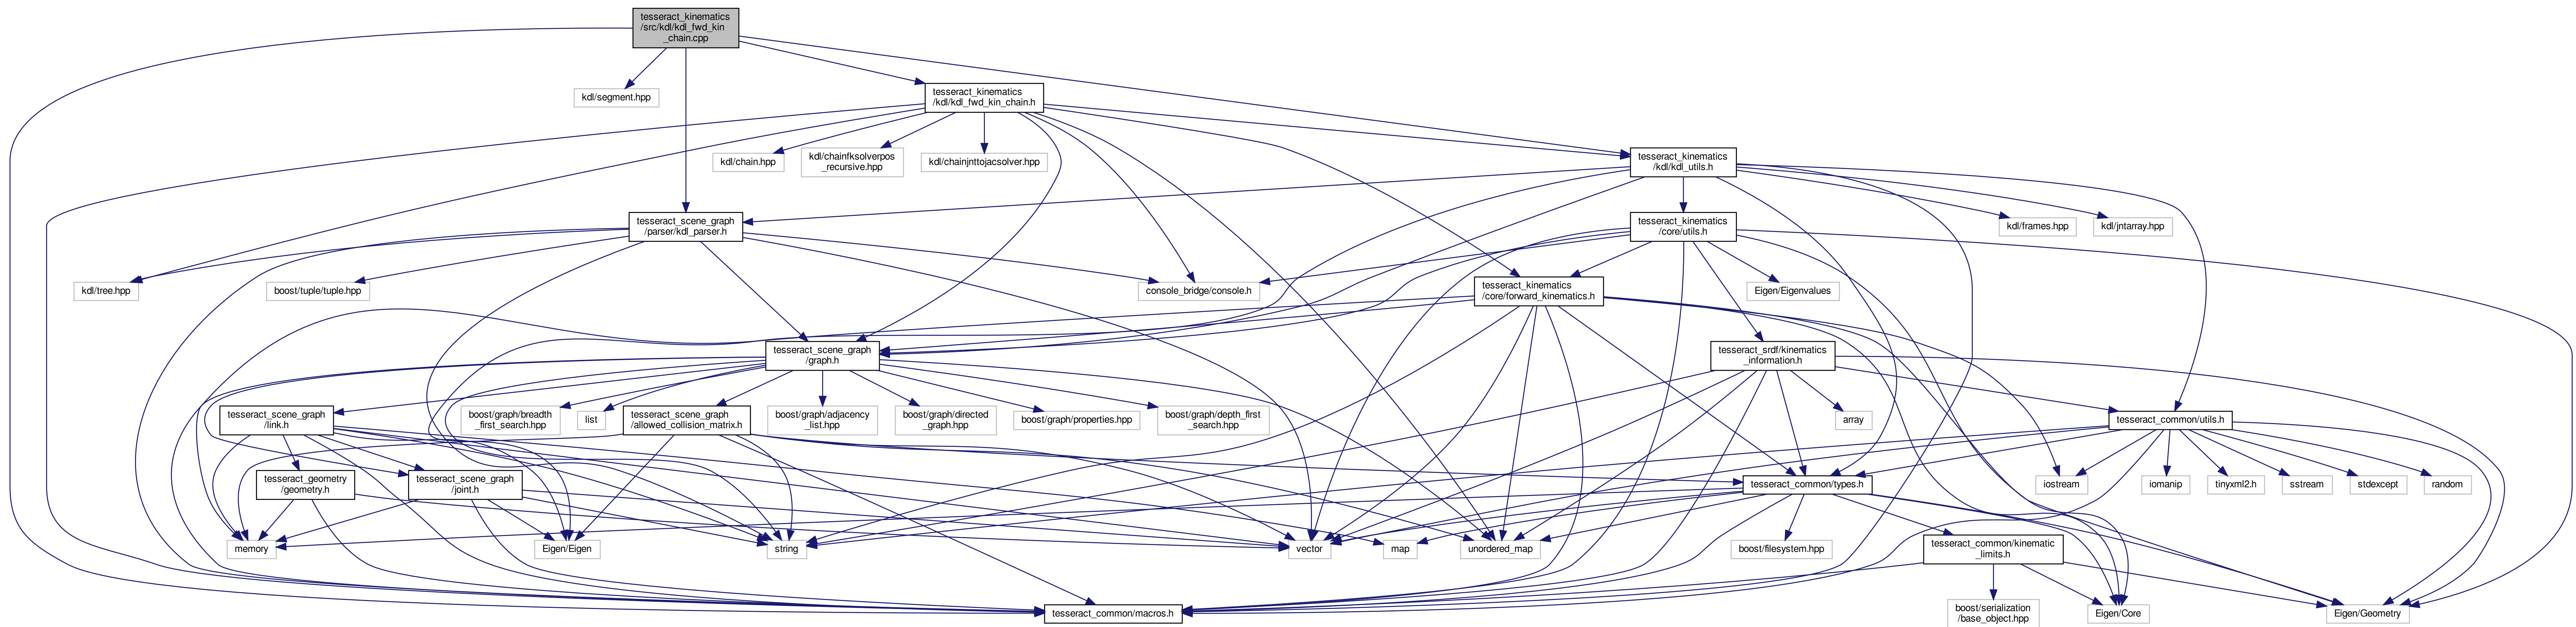 tesseract_kinematics
/src/kdl/kdl_fwd_kin
_chain.cpp
kdl/segment.hpp
tesseract_kinematics
/kdl/kdl_fwd_kin_chain.h
kdl/chain.hpp
kdl/chainfksolverpos
_recursive.hpp
kdl/chainjnttojacsolver.hpp
tesseract_kinematics
/kdl/kdl_utils.h
tesseract_scene_graph
/parser/kdl_parser.h
tesseract_kinematics
/core/utils.h
kdl/frames.hpp
kdl/jntarray.hpp
kdl/tree.hpp
boost/tuple/tuple.hpp
console_bridge/console.h
tesseract_kinematics
/core/forward_kinematics.h
Eigen/Eigenvalues
tesseract_scene_graph
/graph.h
tesseract_srdf/kinematics
_information.h
tesseract_scene_graph
/link.h
boost/graph/breadth
_first_search.hpp
list
tesseract_scene_graph
/allowed_collision_matrix.h
boost/graph/adjacency
_list.hpp
boost/graph/directed
_graph.hpp
boost/graph/properties.hpp
boost/graph/depth_first
_search.hpp
array
tesseract_common/utils.h
tesseract_geometry
/geometry.h
tesseract_scene_graph
/joint.h
tesseract_common/types.h
iostream
iomanip
tinyxml2.h
sstream
stdexcept
random
memory
Eigen/Eigen
string
vector
map
unordered_map
boost/filesystem.hpp
tesseract_common/kinematic
_limits.h
tesseract_common/macros.h
boost/serialization
/base_object.hpp
Eigen/Core
Eigen/Geometry